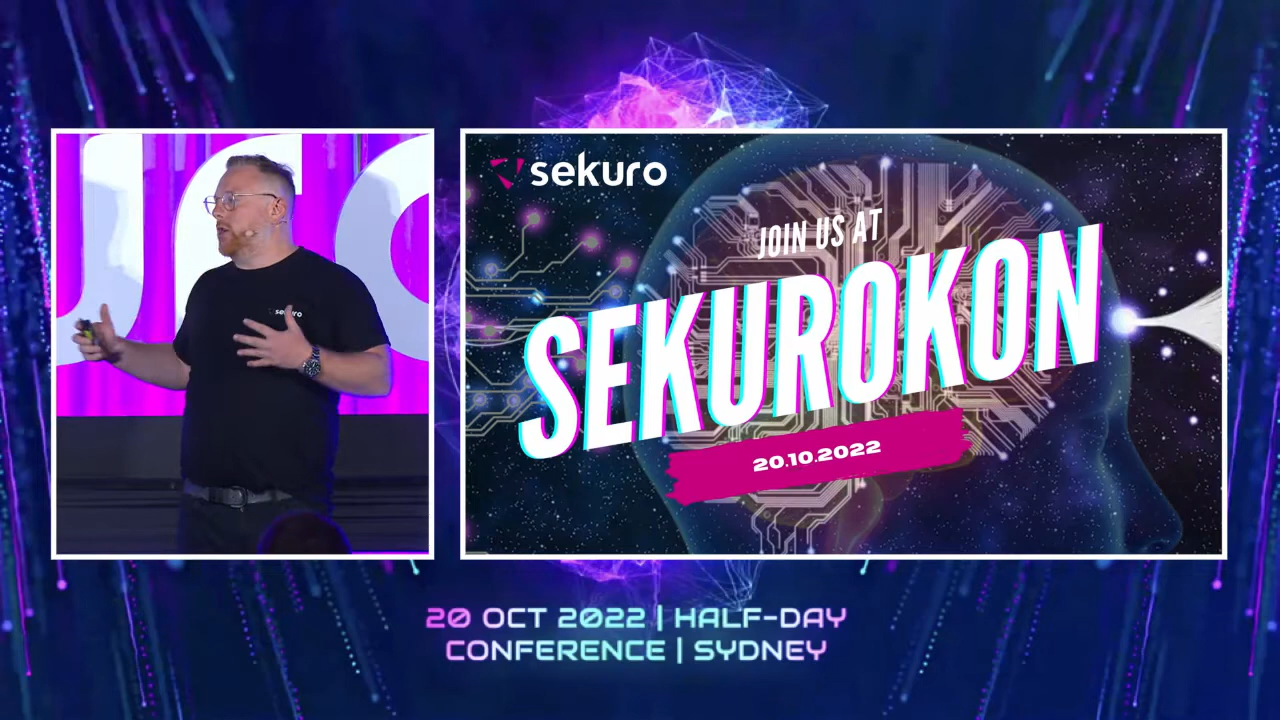 sekuro
JOIN US AT
SEKUROKON
20.10.2022
sekuro
20 OCT 2022 | HALF-DAY
CONFERENCE | SYDNEY